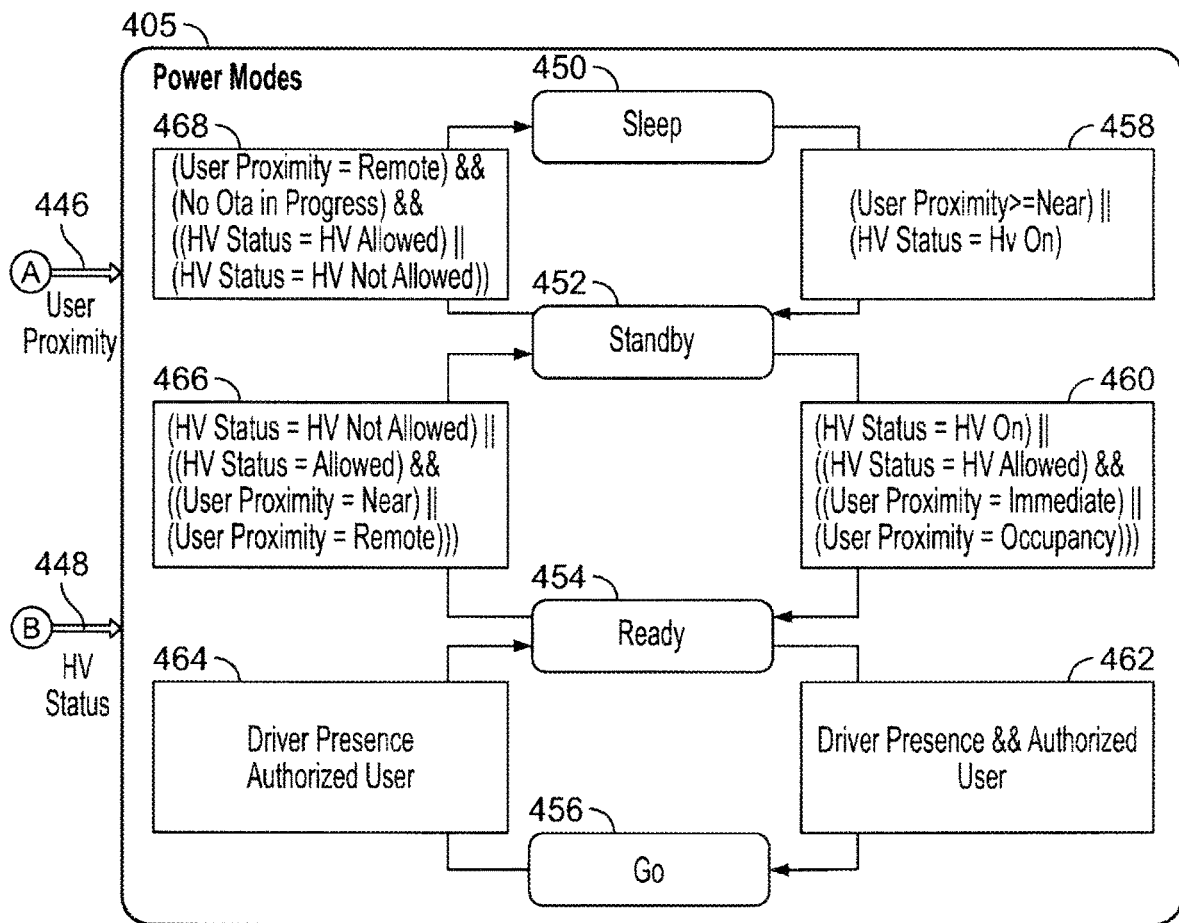 405
Power Modes
450
Sleep
468
(User Proximity = Remote) &&
(No Ota in Progress) &&
((HV Status = HV Allowed) ||
(HV Status = HV Not Allowed))
458
(User Proximity>=Near) ||
(HV Status = Hv On)
446
A
User
Proximity
452
Standby
466
(HV Status = HV Not Allowed) ||
((HV Status = Allowed) &&
((User Proximity = Near) ||
(User Proximity = Remote)))
460
(HV Status = HV On) ||
((HV Status = HV Allowed) &&
((User Proximity = Immediate) ||
(User Proximity = Occupancy)))
448
B
HV
Status
454
Ready
464
Driver Presence
Authorized User
462
Driver Presence && Authorized
User
456
Go